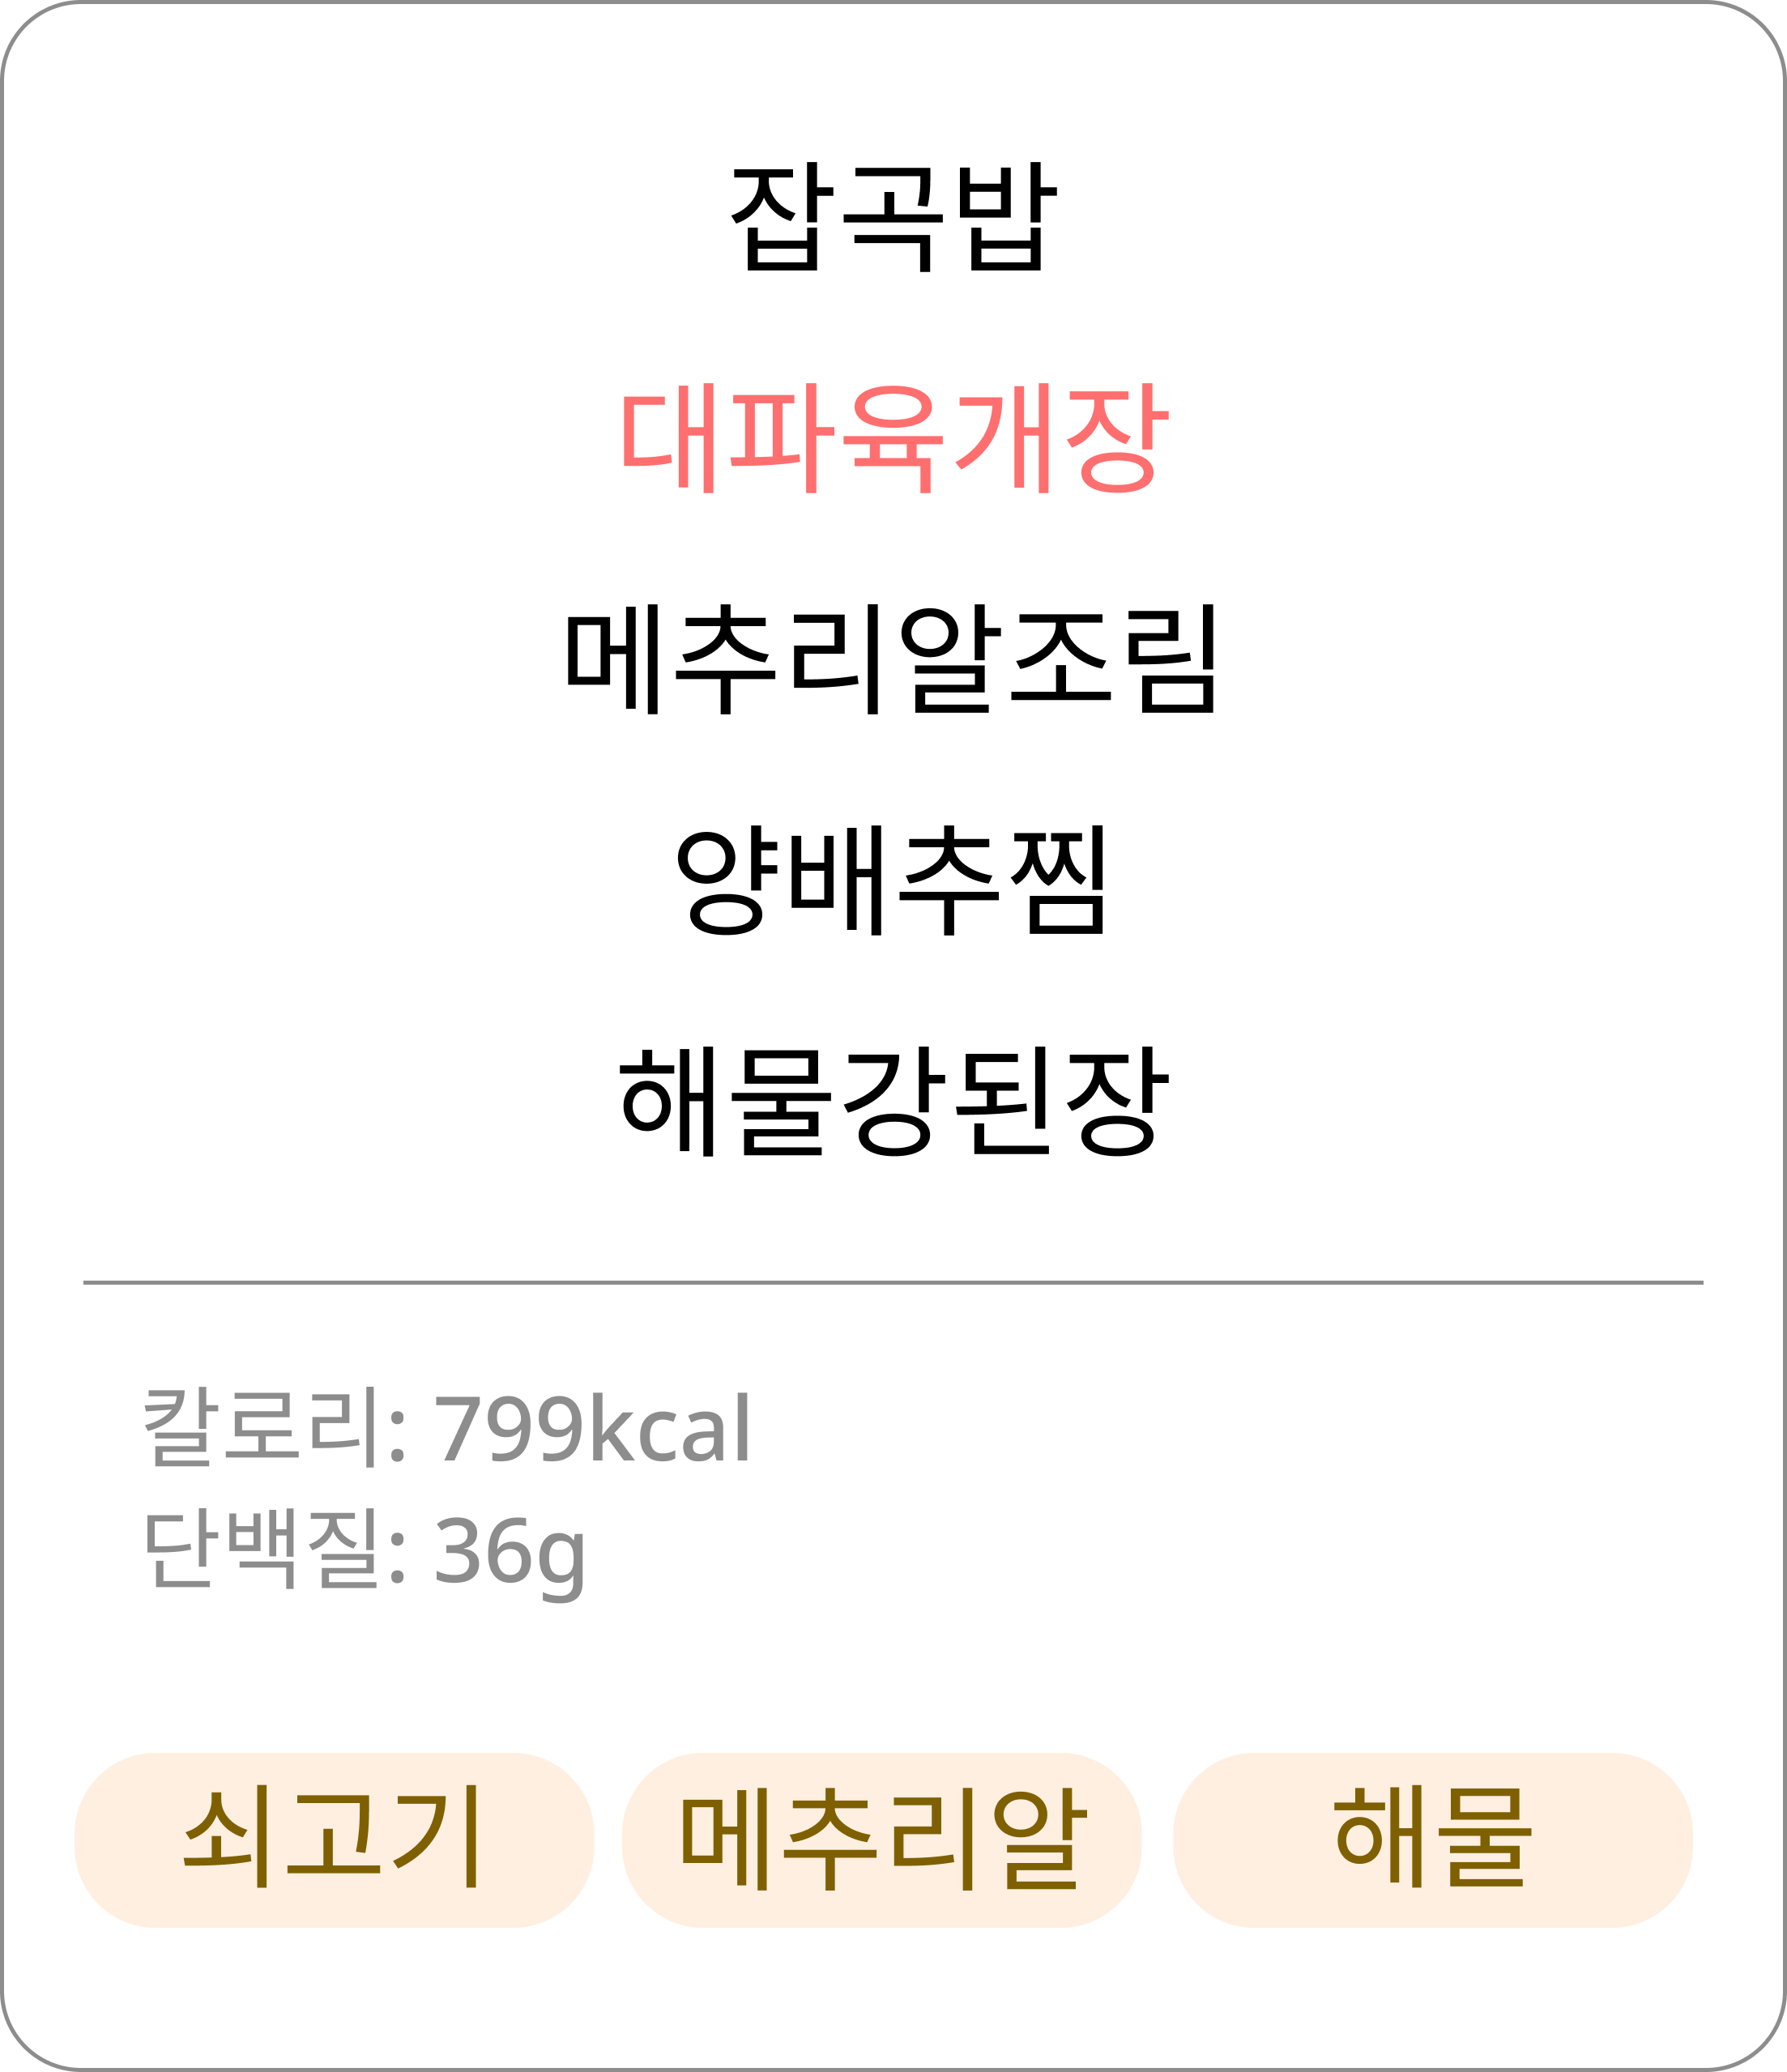 잡곡밥
대파육개장
메추리알조림
양배추찜
해물강된장
칼로리: 799kcal
단백질: 36g
쇠고기 메추리알 해물